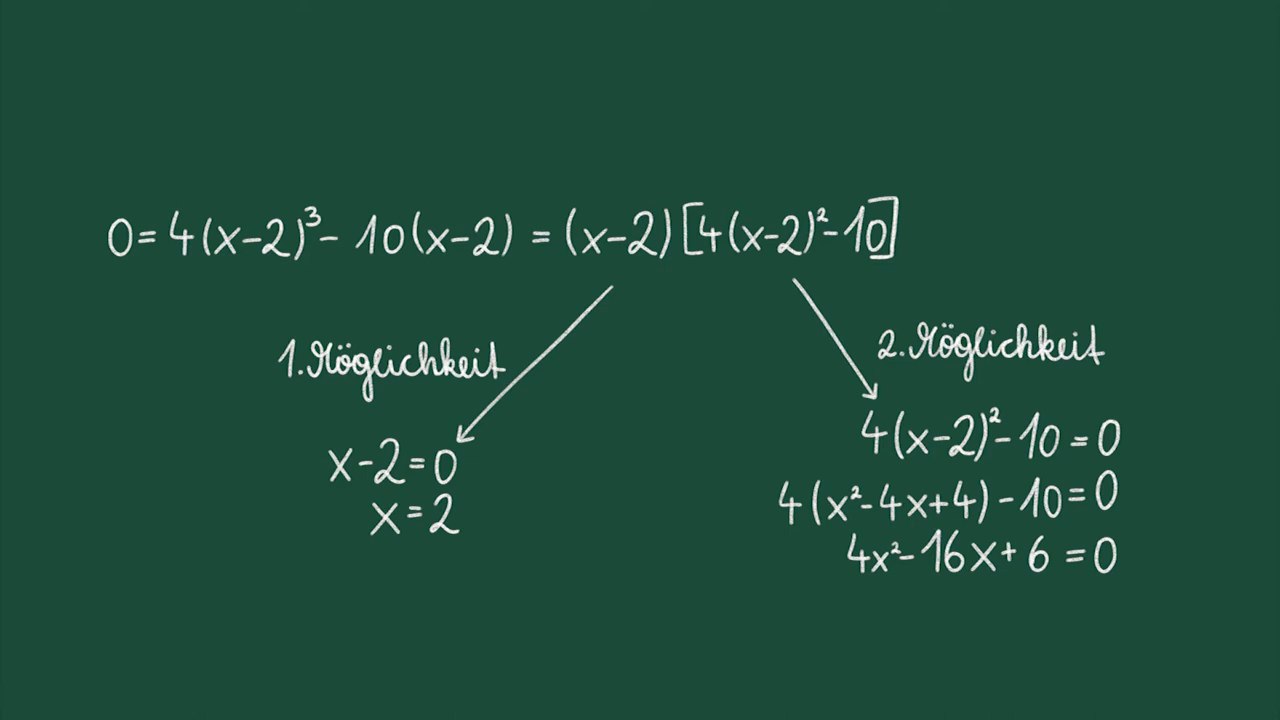 0=4(x-2)³-10(x-2)=(x-2)[4(x-2)²-10]
1.Möglichkeit
x-2=0
x=2
2.Möglichkeit
4(x-2)²-10=0
4(x²-4x+4)-10=0
4x²-16x+6=0